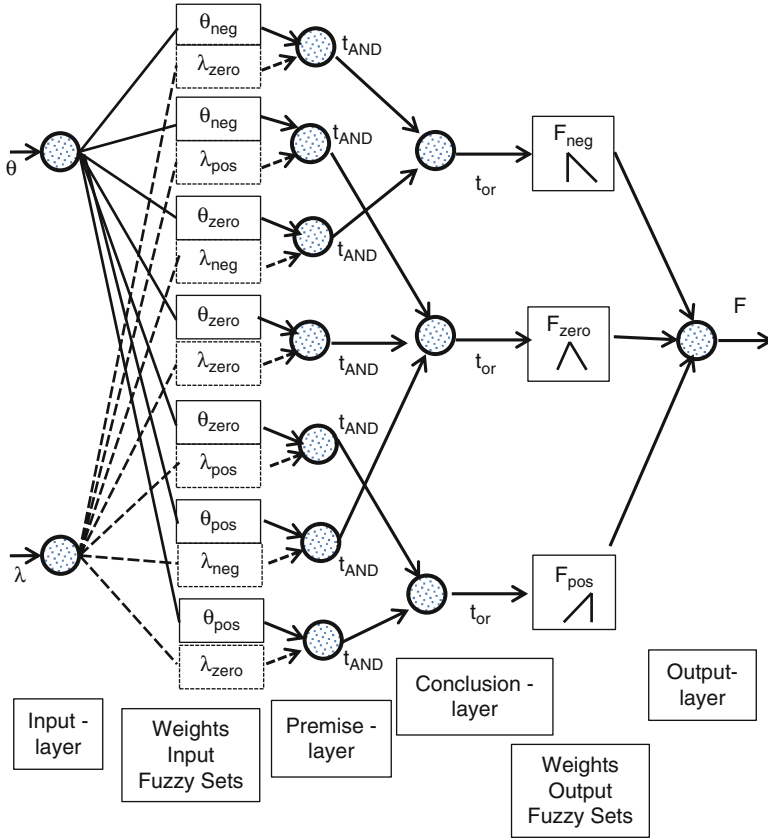 θneg
λzero
tAND
θneg
λpos
tAND
θ
θzero
λneg
tAND
θzero
λzero
tAND
θzero
λpos
tAND
θpos
λneg
tAND
λ
θpos
λzero
tAND
tor
Fneg
tor
Fzero
tor
Fpos
F
Input -
layer
Weights
Input
Fuzzy Sets
Premise -
layer
Conclusion -
layer
Weights
Output
Fuzzy Sets
Output-
layer